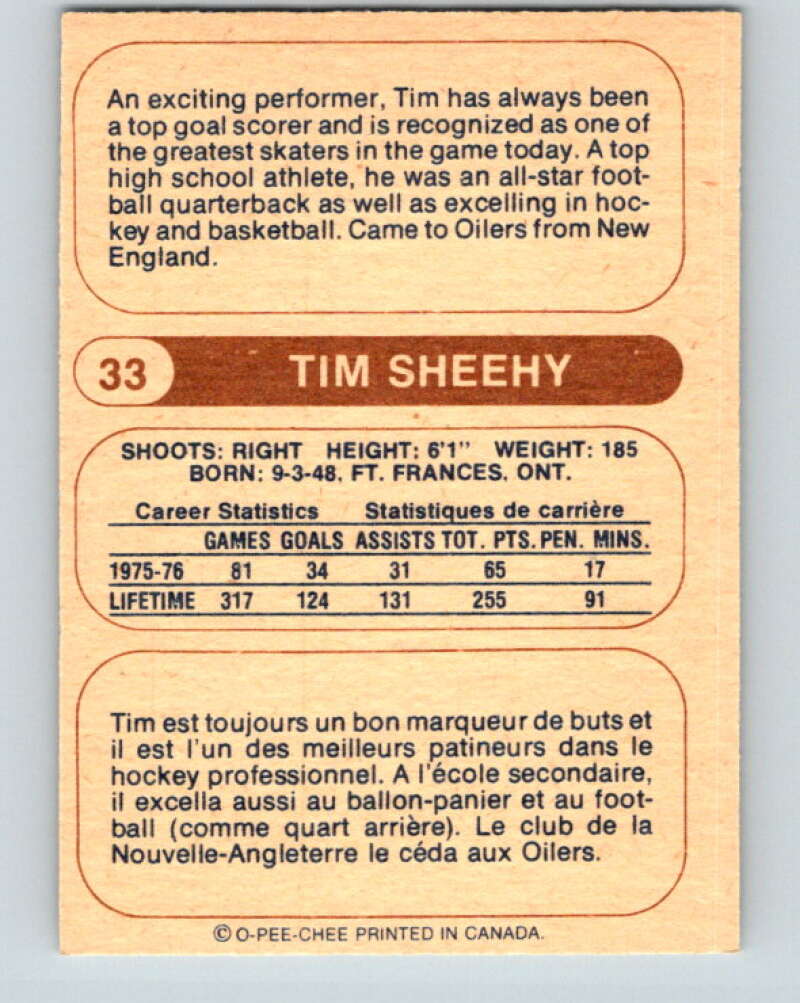 An exciting performer, Tim has always been
a top goal scorer and is recognized as one of
the greatest skaters in the game today. A top
high school athlete, he was an all-star foot-
ball quarterback as well as excelling in hoc-
key and basketball. Came to Oilers from New
England.
33 TIM SHEEHY
SHOOTS: RIGHT HEIGHT: 6'1" WEIGHT: 185
BORN: 9-3-48, FT. FRANCES, ONT.
Career Statistics Statistiques de carrière
GAMES GOALS ASSISTS TOT. PTS. PEN. MINS.
1975-76 81 34 31 65 17
LIFETIME 317 124 131 255 91
Tim est toujours un bon marqueur de buts et
il est l'un des meilleurs patineurs dans le
hockey professionnel. A l'école secondaire,
il excella aussi au ballon-panier et au foot-
ball (comme quart arrière). Le club de la
Nouvelle-Angleterre le céda aux Oilers.
© O-PEE-CHEE PRINTED IN CANADA.